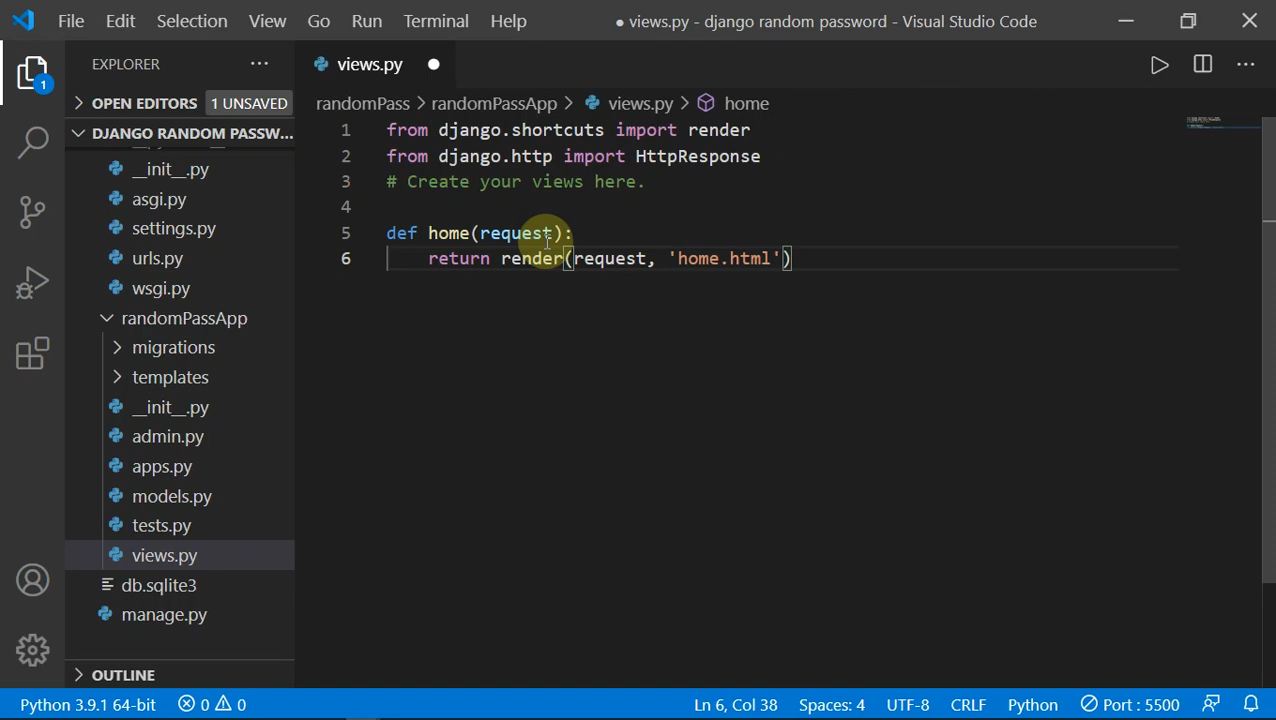 File Edit Selection View Go Run Terminal Help
● views.py - django random password - Visual Studio Code
EXPLORER
views.py
OPEN EDITORS 1 UNSAVED
randomPass > randomPassApp > views.py > home
DJANGO RANDOM PASSW...
__init__.py
asgi.py
settings.py
urls.py
wsgi.py
randomPassApp
migrations
templates
__init__.py
admin.py
apps.py
models.py
tests.py
views.py
db.sqlite3
manage.py
OUTLINE
1 from django.shortcuts import render
2 from django.http import HttpResponse
3 # Create your views here.
4
5 def home(request):
6 return render(request, 'home.html')
1
Python 3.9.1 64-bit 0 0 Ln 6, Col 38 Spaces: 4 UTF-8 CRLF Python Port : 5500